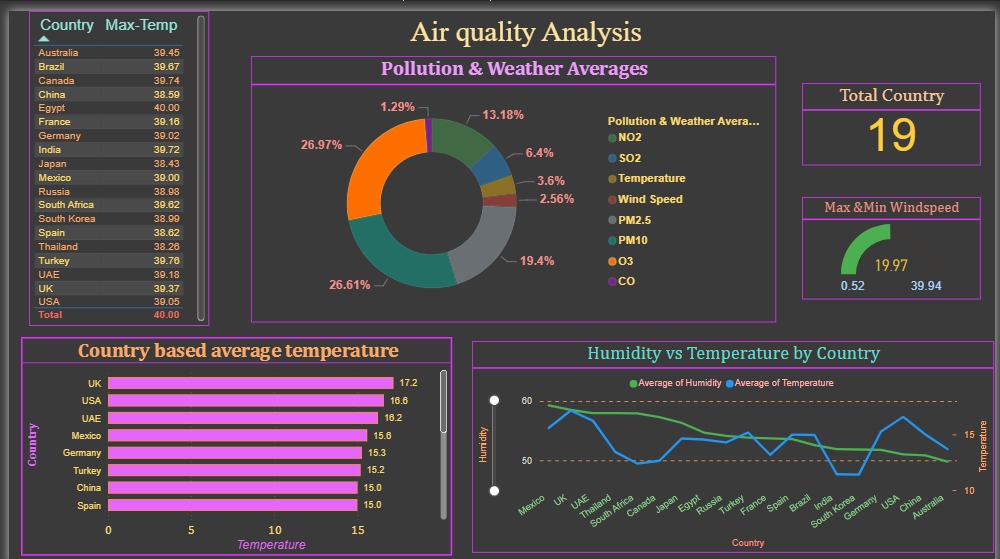 Air quality Analysis
Country Max-Temp
Australia 39.45
Brazil 39.67
Canada 39.74
China 38.59
Egypt 40.00
France 39.16
Germany 39.02
India 39.72
Japan 38.43
Mexico 39.00
Russia 38.98
South Africa 39.62
South Korea 38.99
Spain 38.62
Thailand 38.26
Turkey 39.76
UAE 39.18
UK 39.37
USA 39.05
Total 40.00
Pollution & Weather Averages
1.29%
13.18%
26.97%
6.4%
3.6%
2.56%
19.4%
26.61%
Pollution & Weather Avera...
NO2
SO2
Temperature
Wind Speed
PM2.5
PM10
O3
CO
Total Country
19
Max &Min Windspeed
19.97
0.52 39.94
Country based average temperature
Country
UK 17.2
USA 16.6
UAE 16.2
Mexico 15.6
Germany 15.3
Turkey 15.2
China 15.0
Spain 15.0
0 5 10 15
Temperature
Humidity vs Temperature by Country
Average of Humidity Average of Temperature
Humidity
60
50
Temperature
15
10
Mexico
UK
UAE
Thailand
South Africa
Canada
Japan
Egypt
Russia
Turkey
France
Spain
Brazil
India
South Korea
Germany
USA
China
Australia
Country